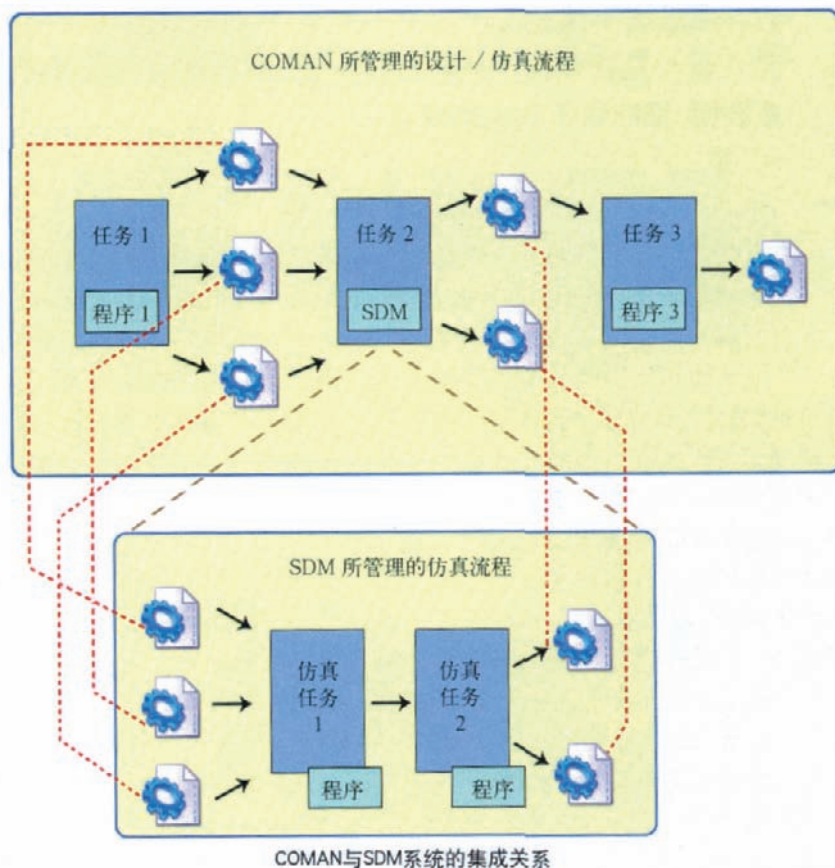 COMAN 所管理的设计 / 仿真流程
任务 1
任务 2
任务 3
程序 1
SDM
程序 3
SDM 所管理的仿真流程
仿真
任务
1
仿真
任务
2
程序
程序
COMAN与SDM系统的集成关系